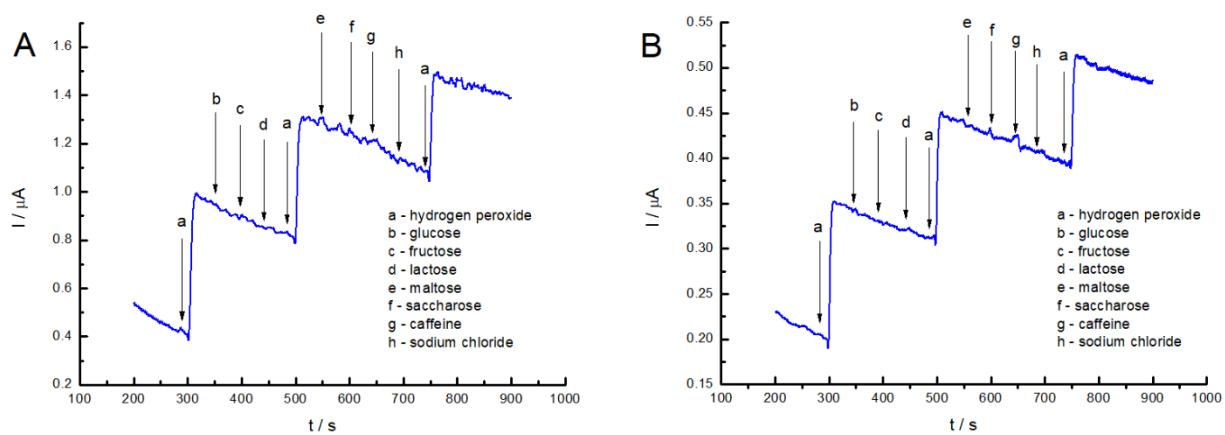 A
I / μA
1.6
1.4
1.2
1.0
0.8
0.6
0.4
0.2
100 200 300 400 500 600 700 800 900 1000
t / s
a
b
c
d
a
e
f
g
h
a
a - hydrogen peroxide
b - glucose
c - fructose
d - lactose
e - maltose
f - saccharose
g - caffeine
h - sodium chloride
B
I / μA
0.55
0.50
0.45
0.40
0.35
0.30
0.25
0.20
0.15
100 200 300 400 500 600 700 800 900 1000
t / s
a
b
c
d
a
e
f
g
h
a
a - hydrogen peroxide
b - glucose
c - fructose
d - lactose
e - maltose
f - saccharose
g - caffeine
h - sodium chloride